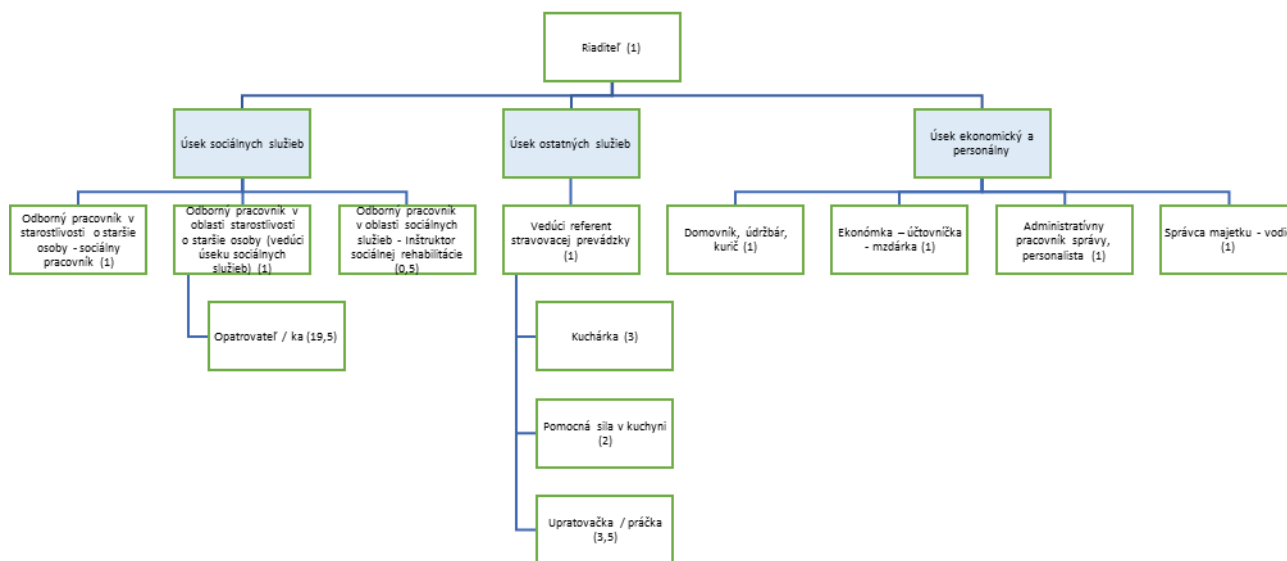 Riaditeľ (1)
Úsek sociálnych služieb
Úsek ostatných služieb
Úsek ekonomický a
personálny
Odborný pracovník v
starostlivosti o staršie
osoby - sociálny
pracovník (1)
Odborný pracovník v
oblasti starostlivosti
o staršie osoby (vedúci
úseku sociálnych
služieb) (1)
Odborný pracovník
v oblasti sociálnych
služieb - Inštruktor
sociálnej rehabilitácie
(0,5)
Vedúci referent
stravovacej prevádzky
(1)
Domovník, údržbár,
kurič (1)
Ekonómka – účtovníčka
- mzdárka (1)
Administratívny
pracovník správy,
personalista (1)
Správca majetku - vodič
(1)
Opatrovateľ / ka (19,5)
Kuchárka (3)
Pomocná sila v kuchyni
(2)
Upratovačka / práčka
(3,5)